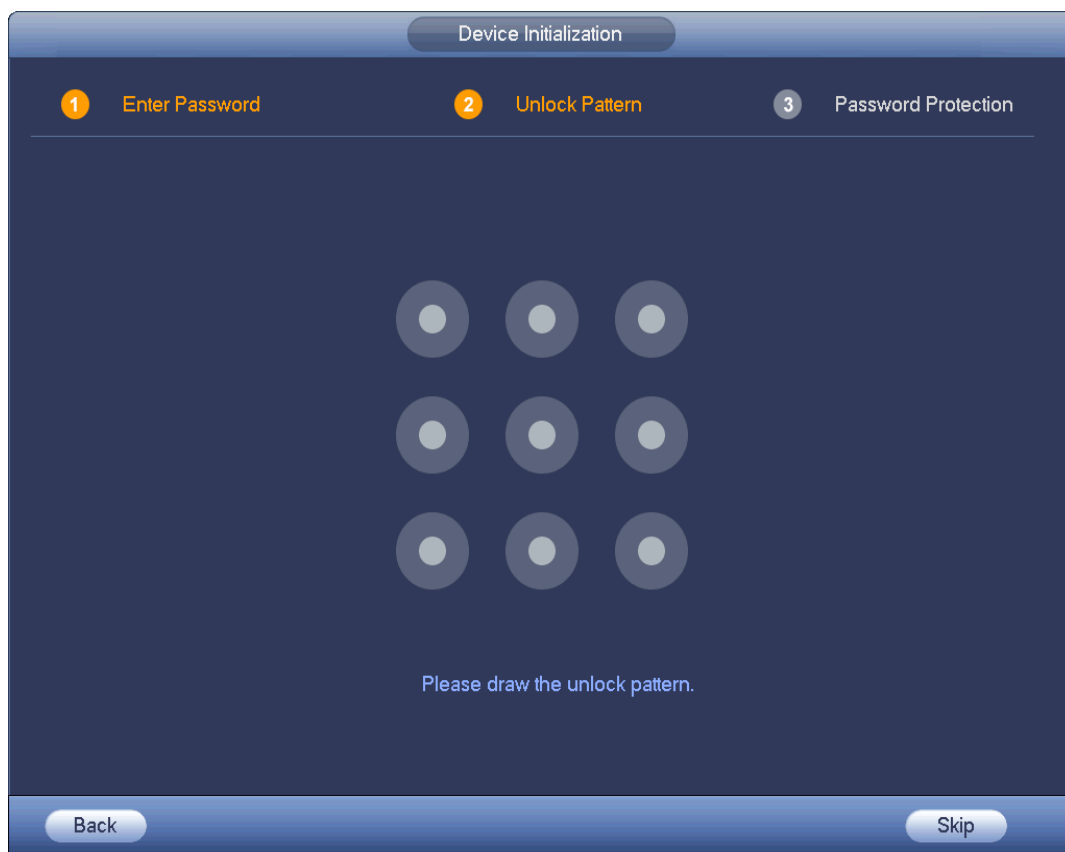 Device Initialization
1 Enter Password 2 Unlock Pattern 3 Password Protection
Please draw the unlock pattern.
Back Skip